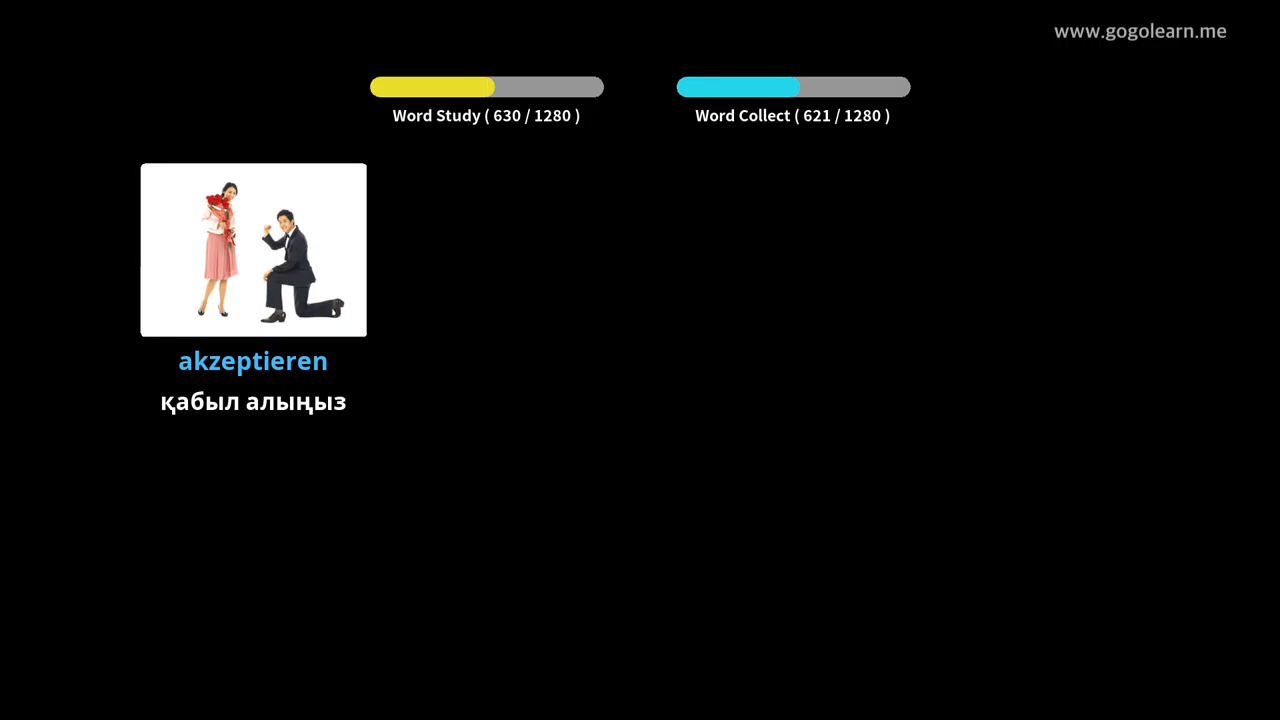 www.gogolearn.me
Word Study ( 630 / 1280 )
Word Collect ( 621 / 1280 )
akzeptieren
қабыл алыңыз